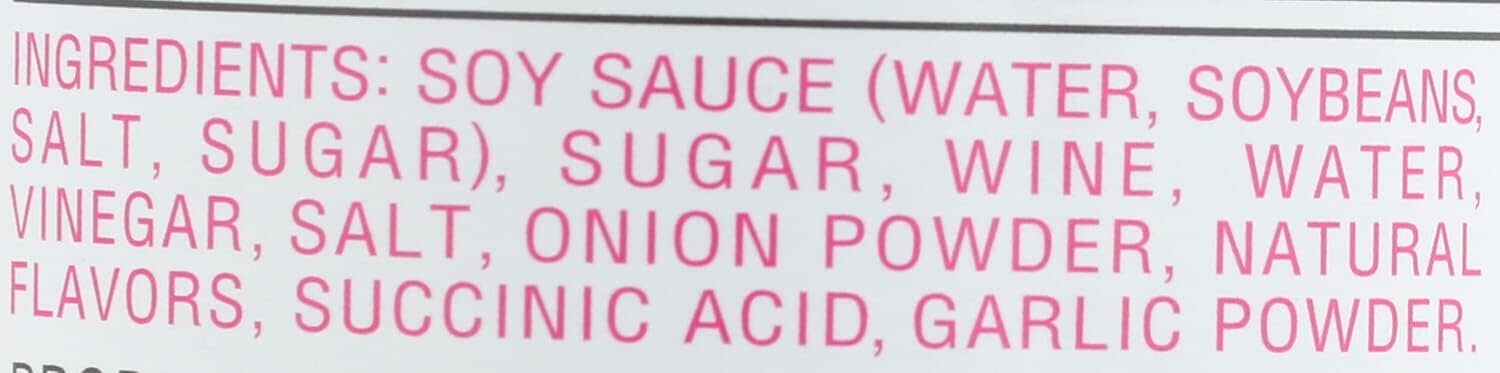 INGREDIENTS: SOY SAUCE (WATER, SOYBEANS,
SALT, SUGAR), SUGAR, WINE, WATER,
VINEGAR, SALT, ONION POWDER, NATURAL
FLAVORS, SUCCINIC ACID, GARLIC POWDER.